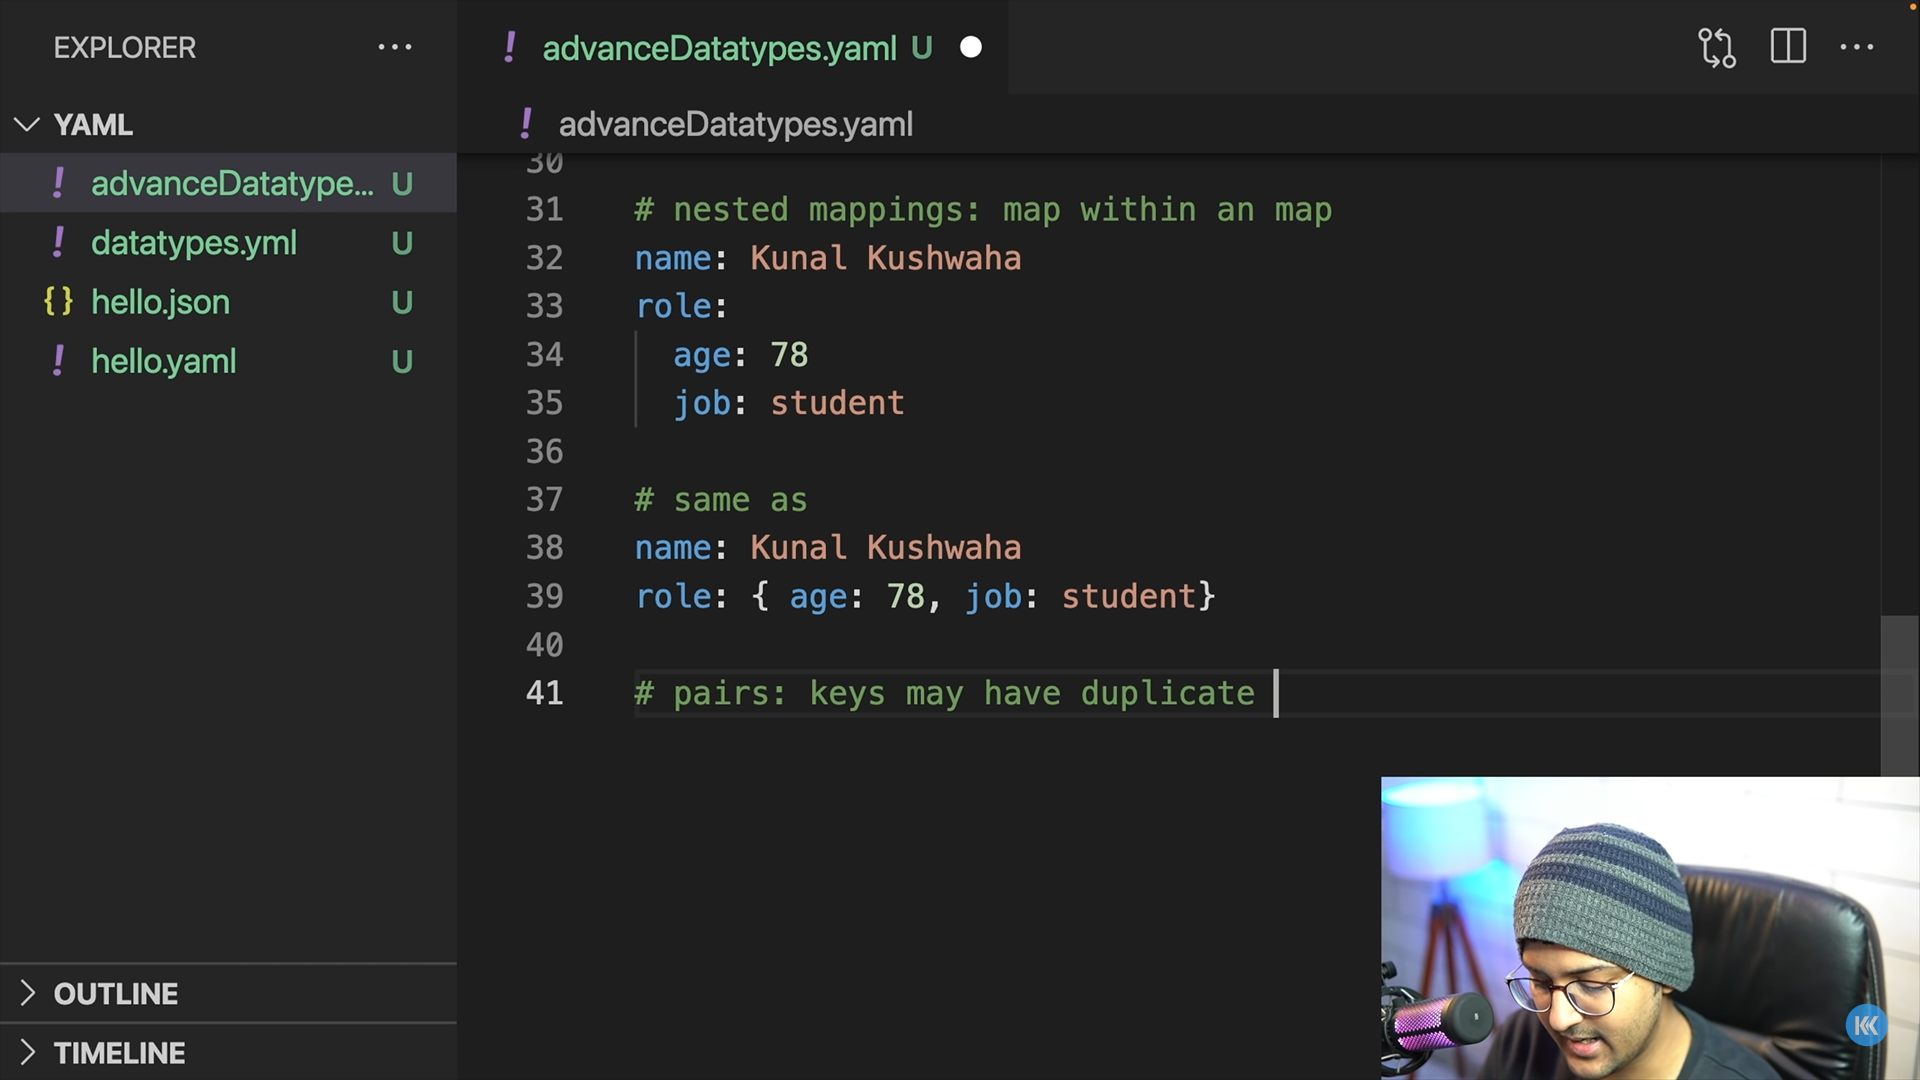 EXPLORER
YAML
advanceDatatype... U
datatypes.yml U
{} hello.json U
hello.yaml U
OUTLINE
TIMELINE
! advanceDatatypes.yaml U
! advanceDatatypes.yaml
30
31 # nested mappings: map within an map
32 name: Kunal Kushwaha
33 role:
34 age: 78
35 job: student
36
37 # same as
38 name: Kunal Kushwaha
39 role: { age: 78, job: student}
40
41 # pairs: keys may have duplicate
KK